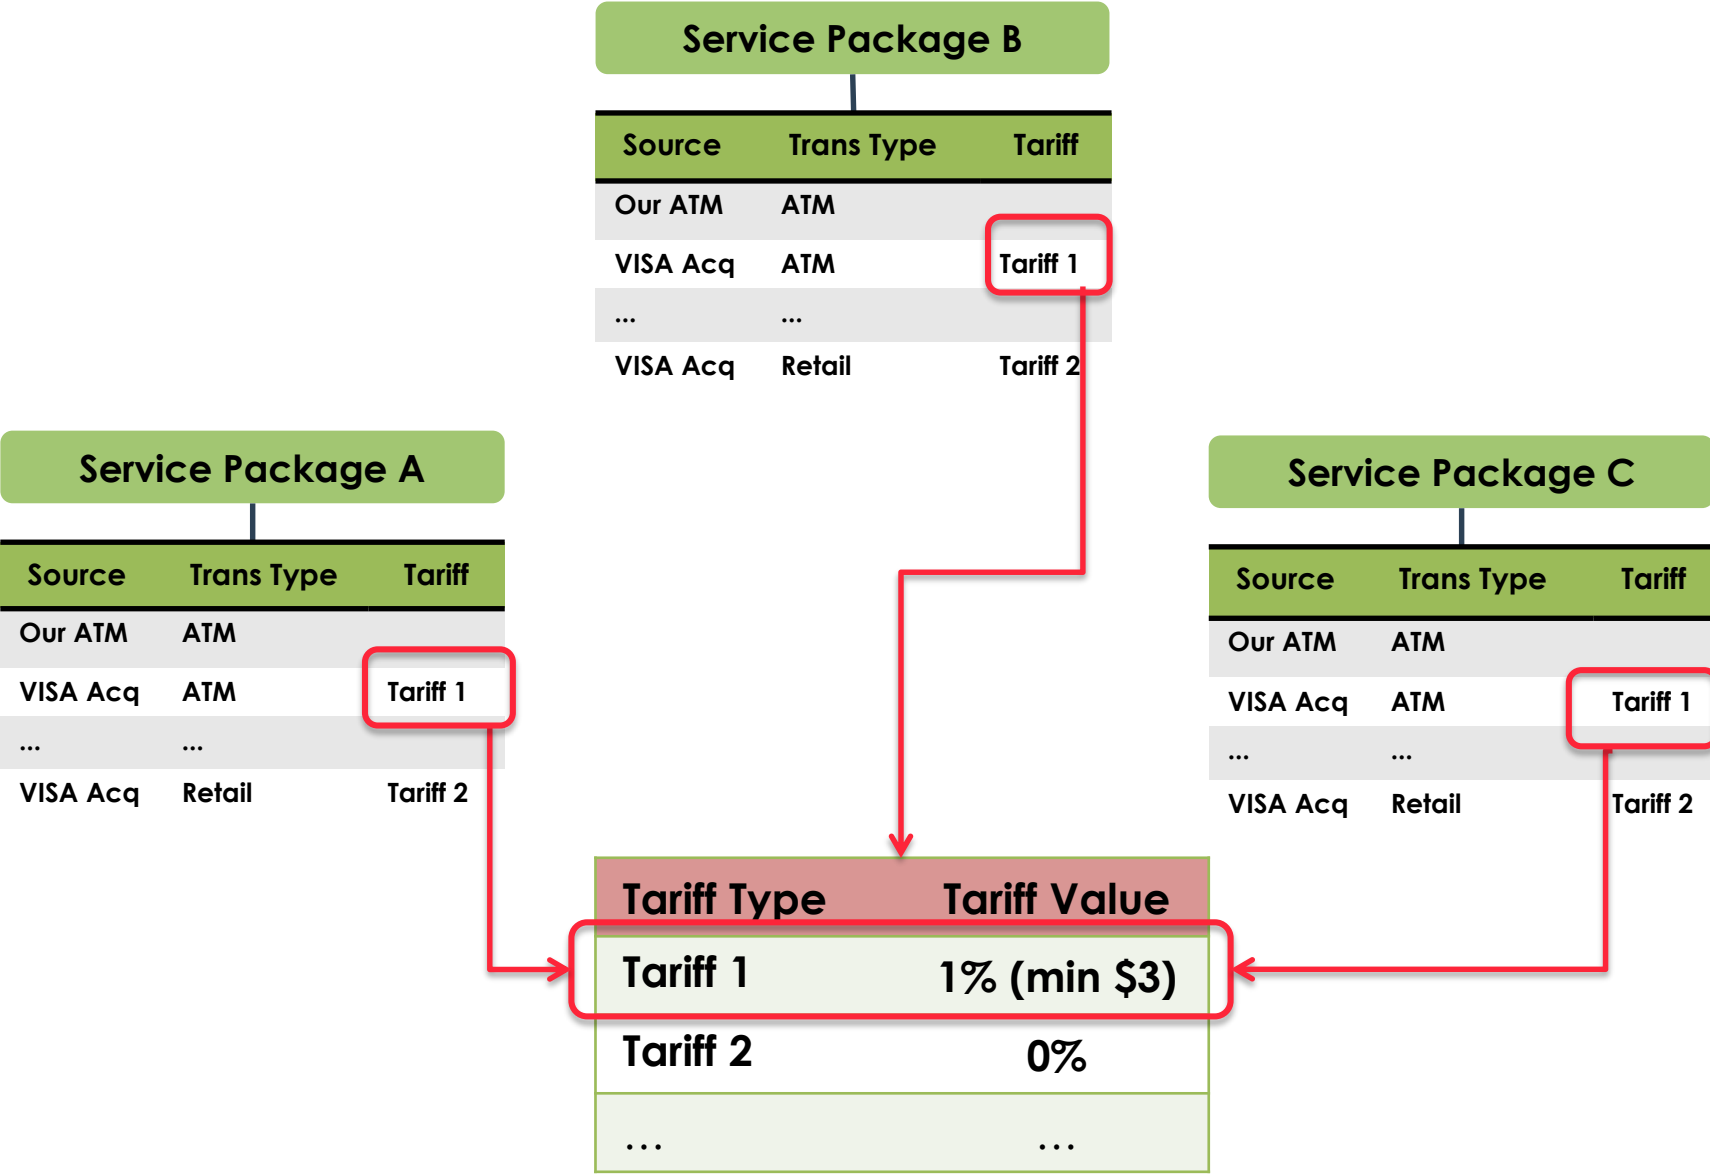 Service Package B
Source Trans Type Tariff
Our ATM ATM
VISA Acq ATM Tariff 1
... ...
VISA Acq Retail Tariff 2
Service Package A
Source Trans Type Tariff
Our ATM ATM
VISA Acq ATM Tariff 1
... ...
VISA Acq Retail Tariff 2
Service Package C
Source Trans Type Tariff
Our ATM ATM
VISA Acq ATM Tariff 1
... ...
VISA Acq Retail Tariff 2
Tariff Type Tariff Value
Tariff 1 1% (min $3)
Tariff 2 0%
... ...